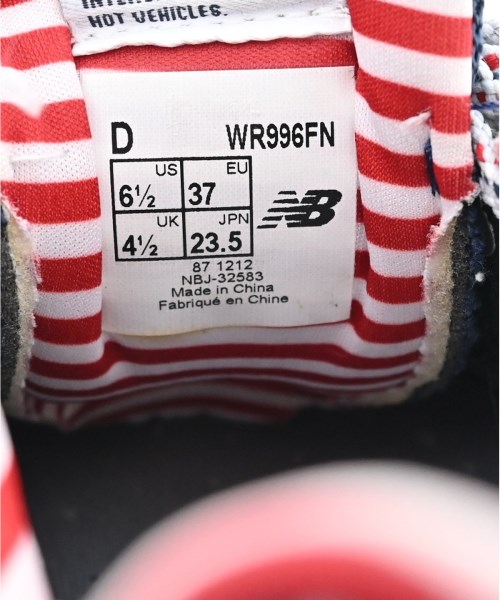 HOT VEHICLES.
D WR996FN
US EU
6½ 37
UK JPN
4½ 23.5
NB
87 1212
NBJ-32583
Made in China
Fabriqué en Chine